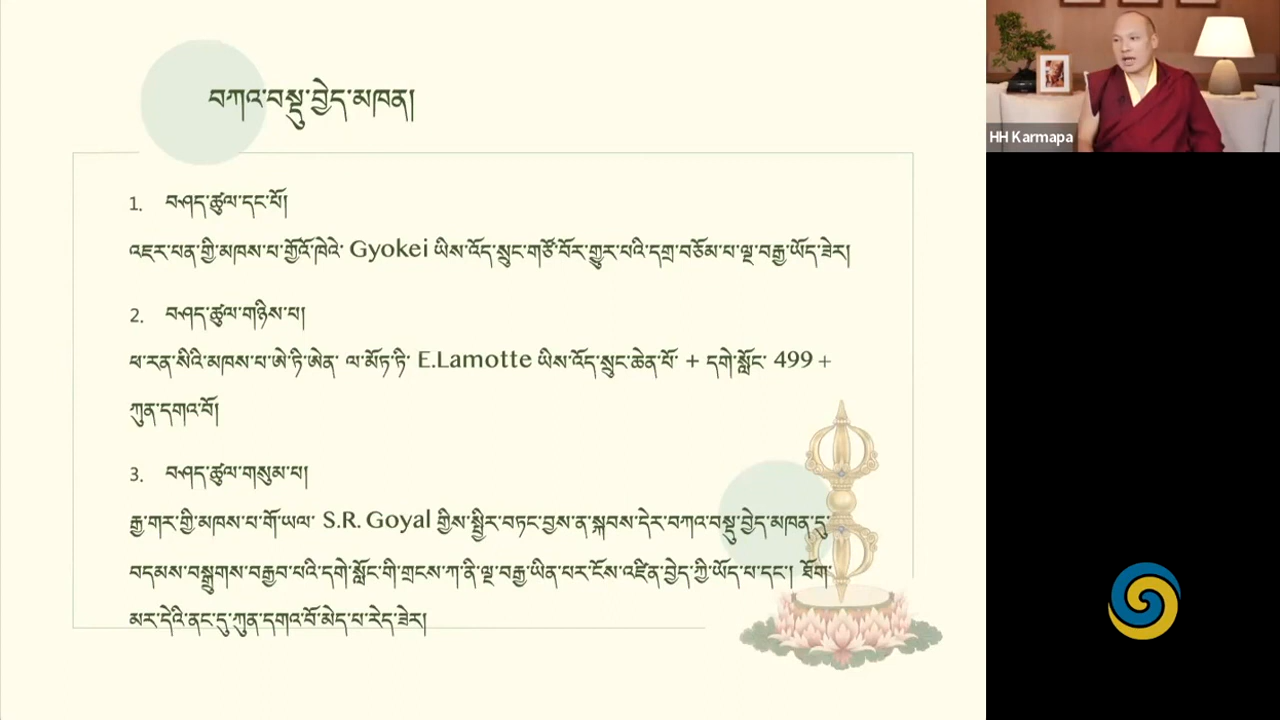 བཀའ་བསྡུ་བྱེད་མཁན།
1. བཤད་ཚུལ་དང་པོ།
འཇར་པན་གྱི་མཁས་པ་གྱོའོ་ཁེའེ་ Gyokei ཡིས་འོད་སྲུང་གཙོ་བོར་གྱུར་པའི་དགྲ་བཅོམ་པ་ལྔ་བརྒྱ་ཡོད་ཟེར།
2. བཤད་ཚུལ་གཉིས་པ།
ཕ་རན་སིའི་མཁས་པ་ཨེ་ཏི་ཨེན་ ལ་མོཏ་ཏི་ E.Lamotte ཡིས་འོད་སྲུང་ཆེན་པོ་ + དགེ་སློང་ 499 +
ཀུན་དགའ་བོ།
3. བཤད་ཚུལ་གསུམ་པ།
རྒྱ་གར་གྱི་མཁས་པ་གོ་ཡལ་ S.R. Goyal གྱིས་སྤྱིར་བཏང་བྱས་ན་སྐབས་དེར་བཀའ་བསྡུ་བྱེད་མཁན་དུ་
བདམས་བསྒྲུགས་བརྒྱབ་པའི་དགེ་སློང་གི་གྲངས་ཀ་ནི་ལྔ་བརྒྱ་ཡིན་པར་ངོས་འཛིན་བྱེད་ཀྱི་ཡོད་པ་དང་། ཐོག་
མར་དེའི་ནང་དུ་ཀུན་དགའ་བོ་མེད་པ་རེད་ཟེར།
HH Karmapa